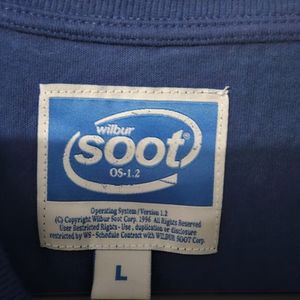 wilbur
soot
OS-1.2
Operating System/Version 1.2
(C) Copyright Wilbur Soot Corp. 1996 All Rights Reserved
User Restricted Rights - Use, duplication or disclosure
restricted by WS- Schedule Contract with WILBUR SOOT Corp.
L